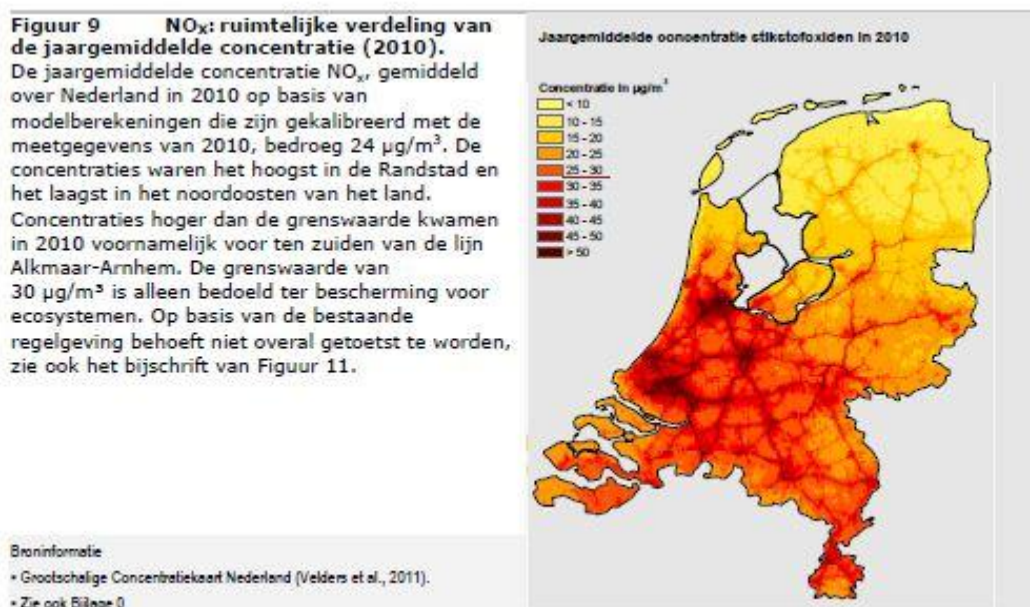 Figuur 9 NOX: ruimtelijke verdeling van
de jaargemiddelde concentratie (2010).
De jaargemiddelde concentratie NOx, gemiddeld
over Nederland in 2010 op basis van
modelberekeningen die zijn gekalibreerd met de
meetgegevens van 2010, bedroeg 24 µg/m³. De
concentraties waren het hoogst in de Randstad en
het laagst in het noordoosten van het land.
Concentraties hoger dan de grenswaarde kwamen
in 2010 voornamelijk voor ten zuiden van de lijn
Alkmaar-Arnhem. De grenswaarde van
30 µg/m³ is alleen bedoeld ter bescherming voor
ecosystemen. Op basis van de bestaande
regelgeving behoeft niet overal getoetst te worden,
zie ook het bijschrift van Figuur 11.
Broninformatie
• Grootschalige Concentratiekaart Nederland (Velders et al., 2011).
• Zie ook Bijlage 0
Jaargemiddelde concentratie stikstofoxiden in 2010
Concentratie in µg/m³
< 10
10 - 15
15 - 20
20 - 25
25 - 30
30 - 35
35 - 40
40 - 45
45 - 50
> 50